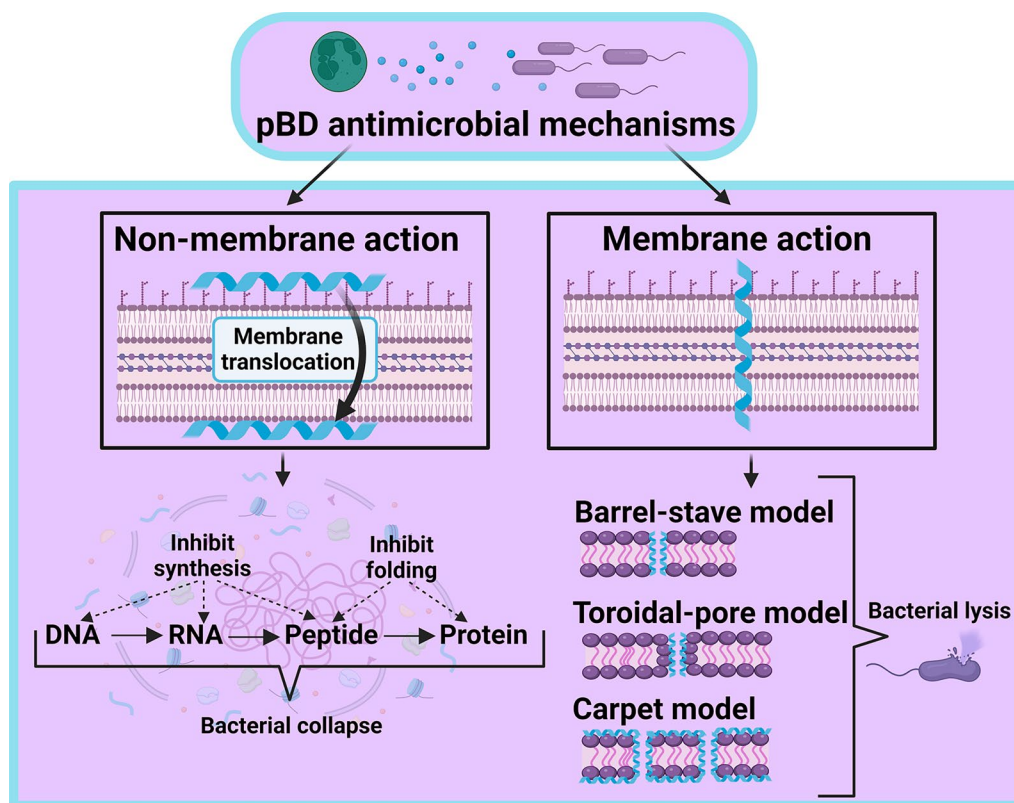 pBD antimicrobial mechanisms
Non-membrane action
Membrane
translocation
Inhibit
synthesis
Inhibit
folding
DNA
RNA
Peptide
Protein
Bacterial collapse
Membrane action
Barrel-stave model
Toroidal-pore model
Carpet model
Bacterial lysis